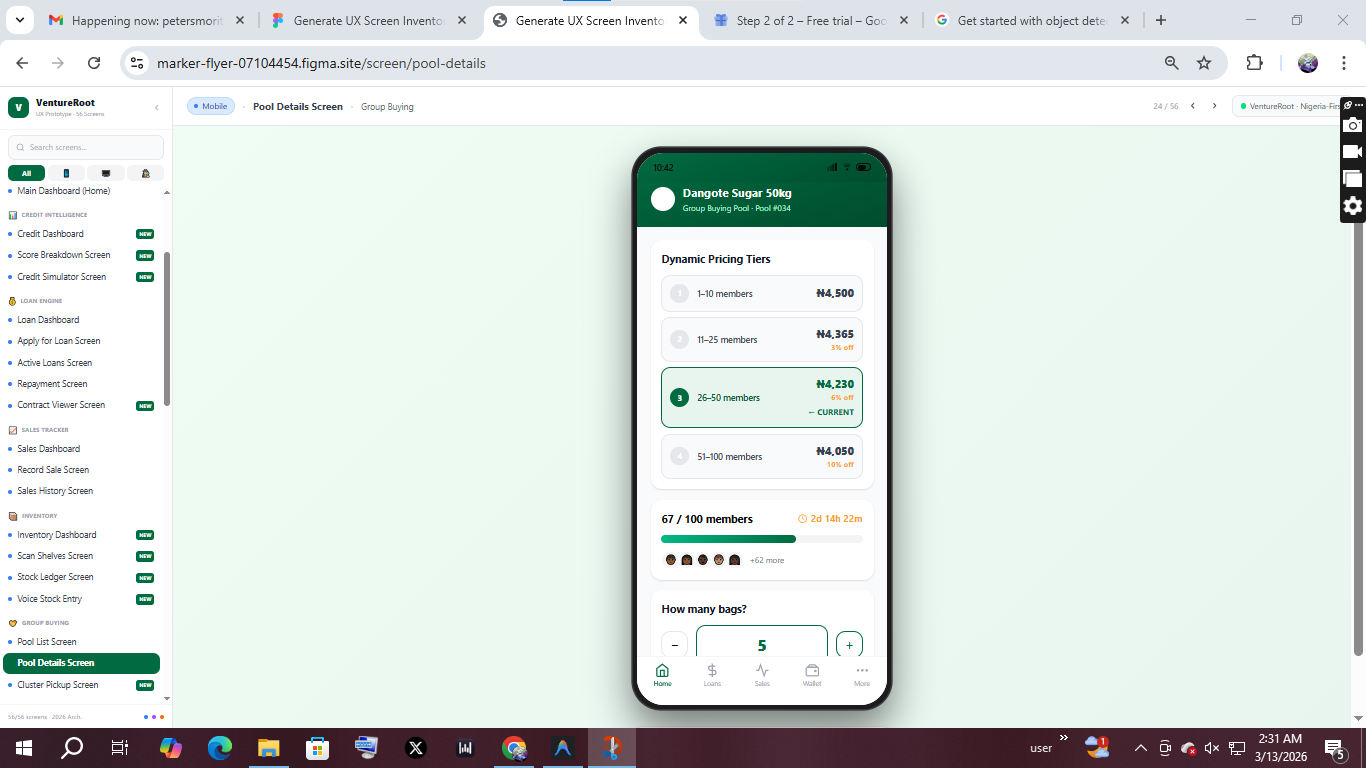 Happening now: petersmorit
Generate UX Screen Invento
Generate UX Screen Invento
Step 2 of 2 – Free trial – Goo
Get started with object dete
marker-flyer-07104454.figma.site/screen/pool-details
V
VentureRoot
UX Prototype · 56 Screens
Mobile
Pool Details Screen
Group Buying
24 / 56
VentureRoot · Nigeria-Firs
Search screens...
All
Main Dashboard (Home)
CREDIT INTELLIGENCE
Credit Dashboard NEW
Score Breakdown Screen NEW
Credit Simulator Screen NEW
LOAN ENGINE
Loan Dashboard
Apply for Loan Screen
Active Loans Screen
Repayment Screen
Contract Viewer Screen NEW
SALES TRACKER
Sales Dashboard
Record Sale Screen
Sales History Screen
INVENTORY
Inventory Dashboard NEW
Scan Shelves Screen NEW
Stock Ledger Screen NEW
Voice Stock Entry NEW
GROUP BUYING
Pool List Screen
Pool Details Screen
Cluster Pickup Screen NEW
56/56 screens · 2026 Arch.
10:42
Dangote Sugar 50kg
Group Buying Pool · Pool #034
Dynamic Pricing Tiers
1 1–10 members ₦4,500
2 11–25 members ₦4,365
3% off
3 26–50 members ₦4,230
6% off
← CURRENT
4 51–100 members ₦4,050
10% off
67 / 100 members 2d 14h 22m
+62 more
How many bags?
− 5 +
Home Loans Sales Wallet More
user
2:31 AM
3/13/2026
1
5